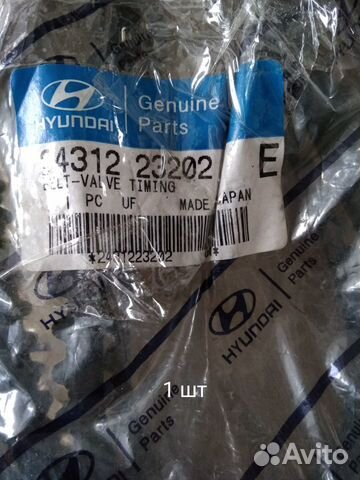 HYUNDAI
Genuine
Parts
24312 23202 E
BELT-VALVE TIMING
PC UF MADE JAPAN
*2431223202
HYUNDAI
Genuine
Parts
1 шт
HYUNDAI
Genuine
Parts
Avito